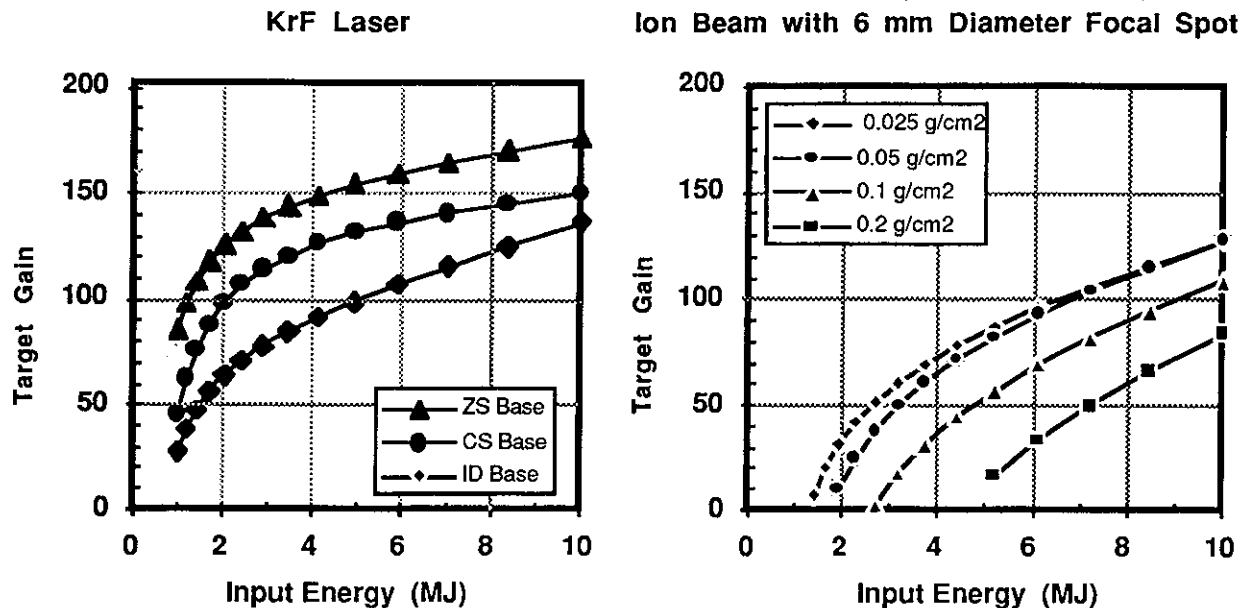 KrF Laser
200
150
100
50
0
Target Gain
ZS Base
CS Base
ID Base
0 2 4 6 8 10
Input Energy (MJ)
Ion Beam with 6 mm Diameter Focal Spot
200
150
100
50
0
Target Gain
0.025 g/cm2
0.05 g/cm2
0.1 g/cm2
0.2 g/cm2
0 2 4 6 8 10
Input Energy (MJ)